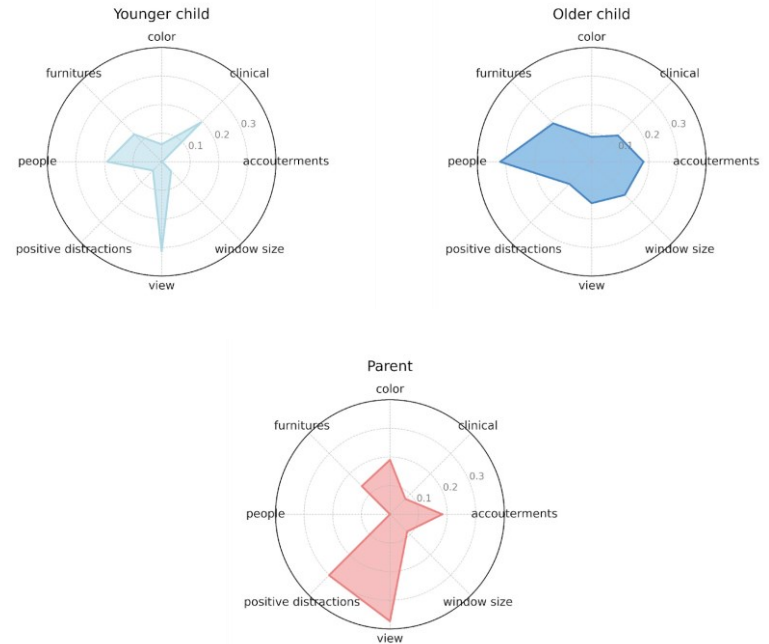 Younger child
color
furnitures
clinical
0.3
0.2
0.1
people
accouterments
positive distractions
window size
view
Older child
color
furnitures
clinical
0.3
0.2
0.1
people
accouterments
positive distractions
window size
view
Parent
color
furnitures
clinical
0.3
0.2
0.1
people
accouterments
positive distractions
window size
view